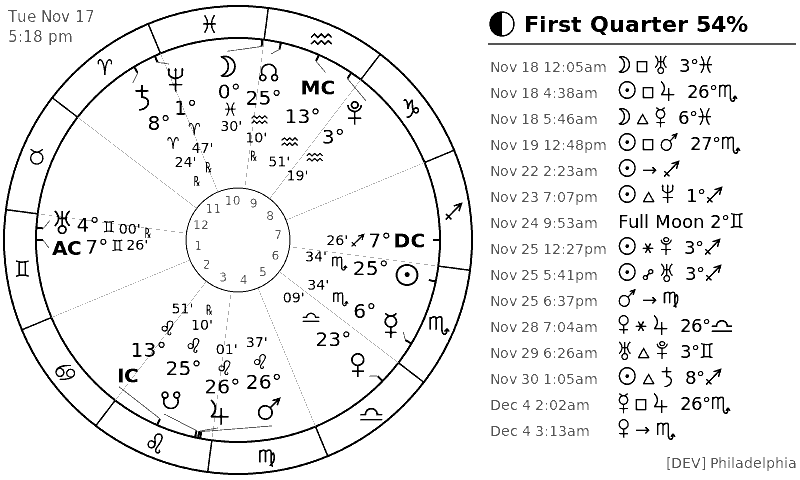 Tue Nov 17
5:18 pm
First Quarter 54%
Nov 18 12:05am ☽ □ ♅ 3°♓
Nov 18 4:38am ☉ □ ♃ 26°♏
Nov 18 5:46am ☽ △ ☿ 6°♓
Nov 19 12:48pm ☉ □ ♂ 27°♏
Nov 22 2:23am ☉ → ♐
Nov 23 7:07pm ☉ △ ♆ 1°♐
Nov 24 9:53am Full Moon 2°♊
Nov 25 12:27pm ☉ ⚹ ⯓ 3°♐
Nov 25 5:41pm ☉ ☍ ♅ 3°♐
Nov 25 6:37pm ♂ → ♍
Nov 28 7:04am ♀ ⚹ ♃ 26°♎
Nov 29 6:26am ♅ △ ⯓ 3°♊
Nov 30 1:05am ☉ △ ♄ 8°♐
Dec 4 2:02am ☿ □ ♃ 26°♏
Dec 4 3:13am ♀ → ♏
[DEV] Philadelphia
♓
♒
♑
♐
♏
♎
♍
♌
♋
♊
♉
♈
♄ 8° ♈ 24' ℞
♆ 1° ♈ 47' ℞
☽ 0° ♓ 30'
☊ 25° ♒ 10' ℞
MC 13° ♒ 51'
⯓ 3° ♒ 19'
♅ 4° ♊ 00' ℞
AC 7° ♊ 26'
26' ♐ 7° DC
34' ♏ 25° ☉
34' ♏ 6° ☿
09' ♎ 23° ♀
51' ♌ 13° IC
℞ 10' ♌ 25° ☋
01' ♌ 26° ♃
37' ♌ 26° ♂
1
2
3
4
5
6
7
8
9
10
11
12